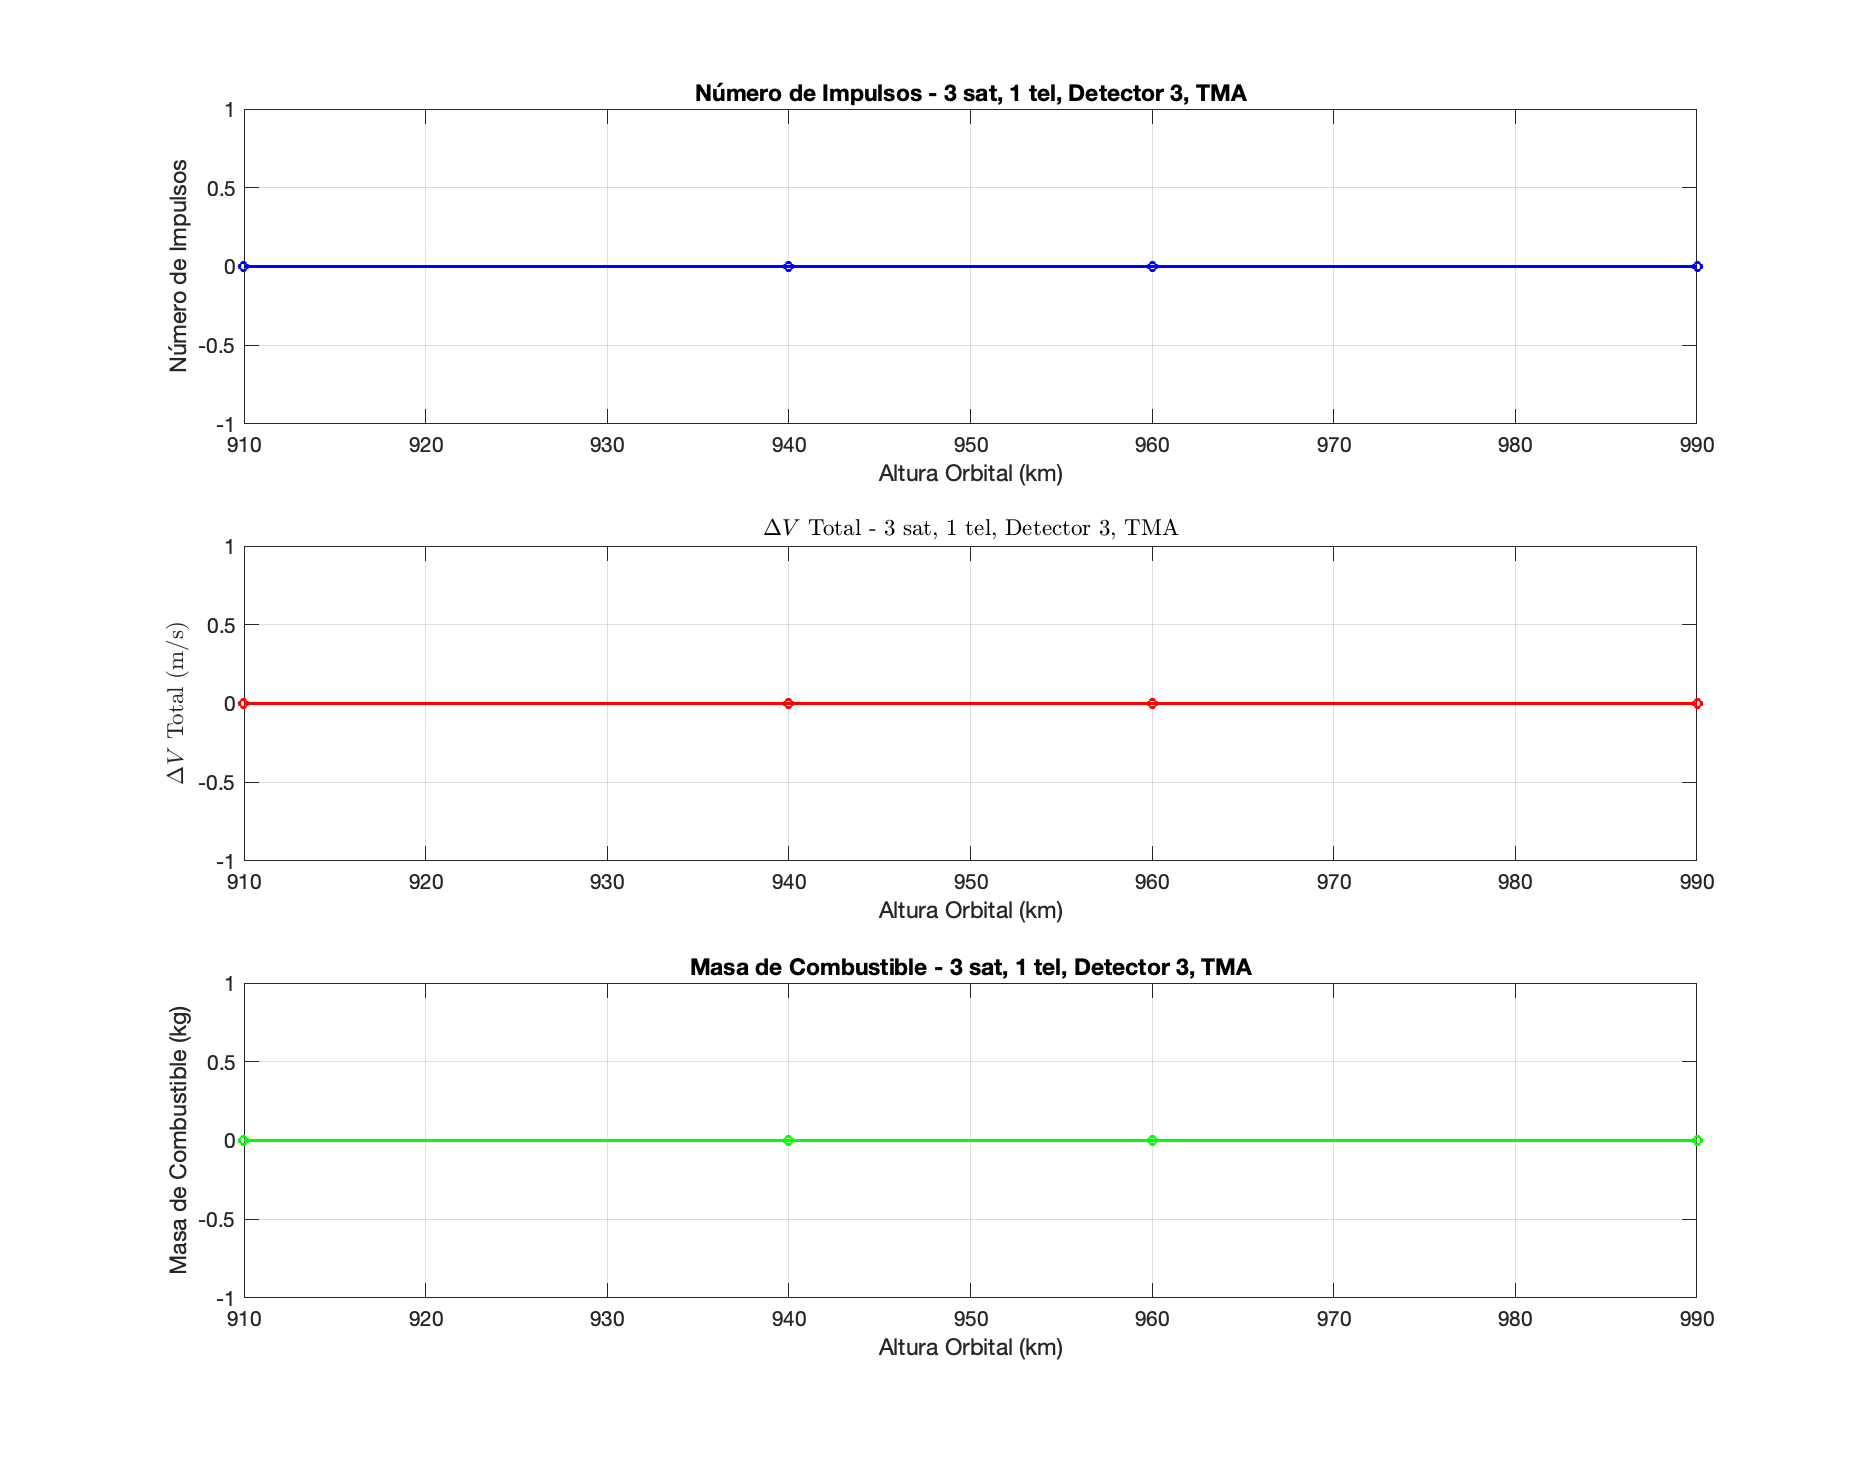 Número de Impulsos - 3 sat, 1 tel, Detector 3, TMA
1
0.5
0
-0.5
-1
Número de Impulsos
910 920 930 940 950 960 970 980 990
Altura Orbital (km)
ΔV Total - 3 sat, 1 tel, Detector 3, TMA
1
0.5
0
-0.5
-1
ΔV Total (m/s)
910 920 930 940 950 960 970 980 990
Altura Orbital (km)
Masa de Combustible - 3 sat, 1 tel, Detector 3, TMA
1
0.5
0
-0.5
-1
Masa de Combustible (kg)
910 920 930 940 950 960 970 980 990
Altura Orbital (km)